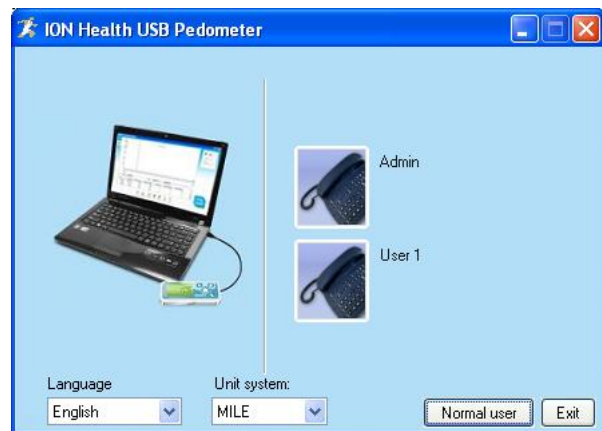 ION Health USB Pedometer
Admin
User 1
Language
Unit system:
English
MILE
Normal user
Exit